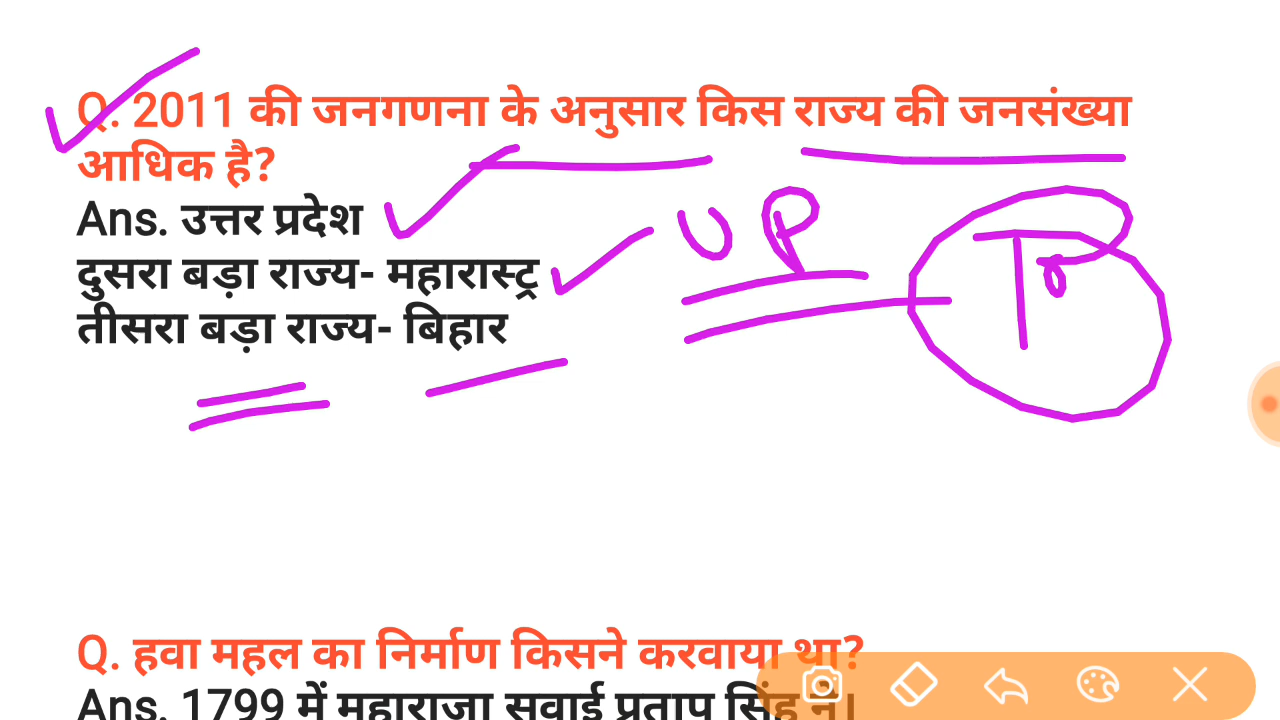 Q. 2011 की जनगणना के अनुसार किस राज्य की जनसंख्या
आधिक है?
Ans. उत्तर प्रदेश
UP
दुसरा बड़ा राज्य- महारास्ट्र
तीसरा बड़ा राज्य- बिहार
Q. हवा महल का निर्माण किसने करवाया था?
Ans. 1799 में महाराजा सवाई प्रताप सिंह ने।